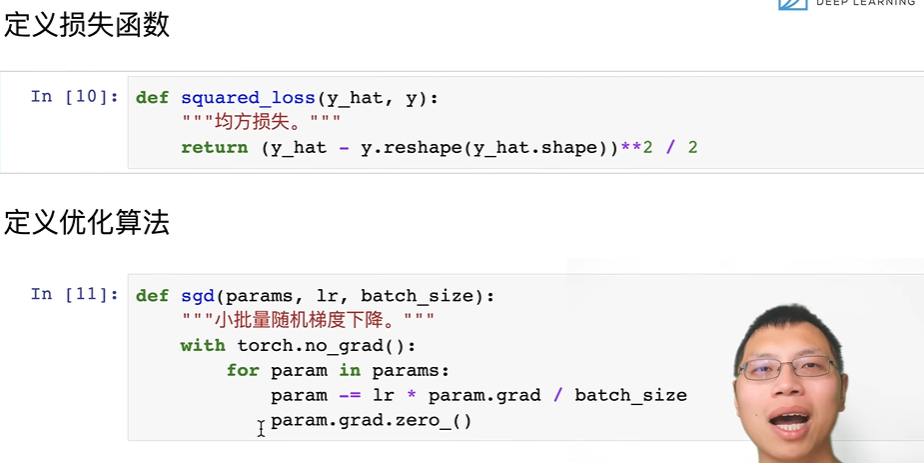 DEEP LEARNING
定义损失函数
In [10]: def squared_loss(y_hat, y):
"""均方损失。"""
return (y_hat - y.reshape(y_hat.shape))**2 / 2
定义优化算法
In [11]: def sgd(params, lr, batch_size):
"""小批量随机梯度下降。"""
with torch.no_grad():
for param in params:
param -= lr * param.grad / batch_size
param.grad.zero_()